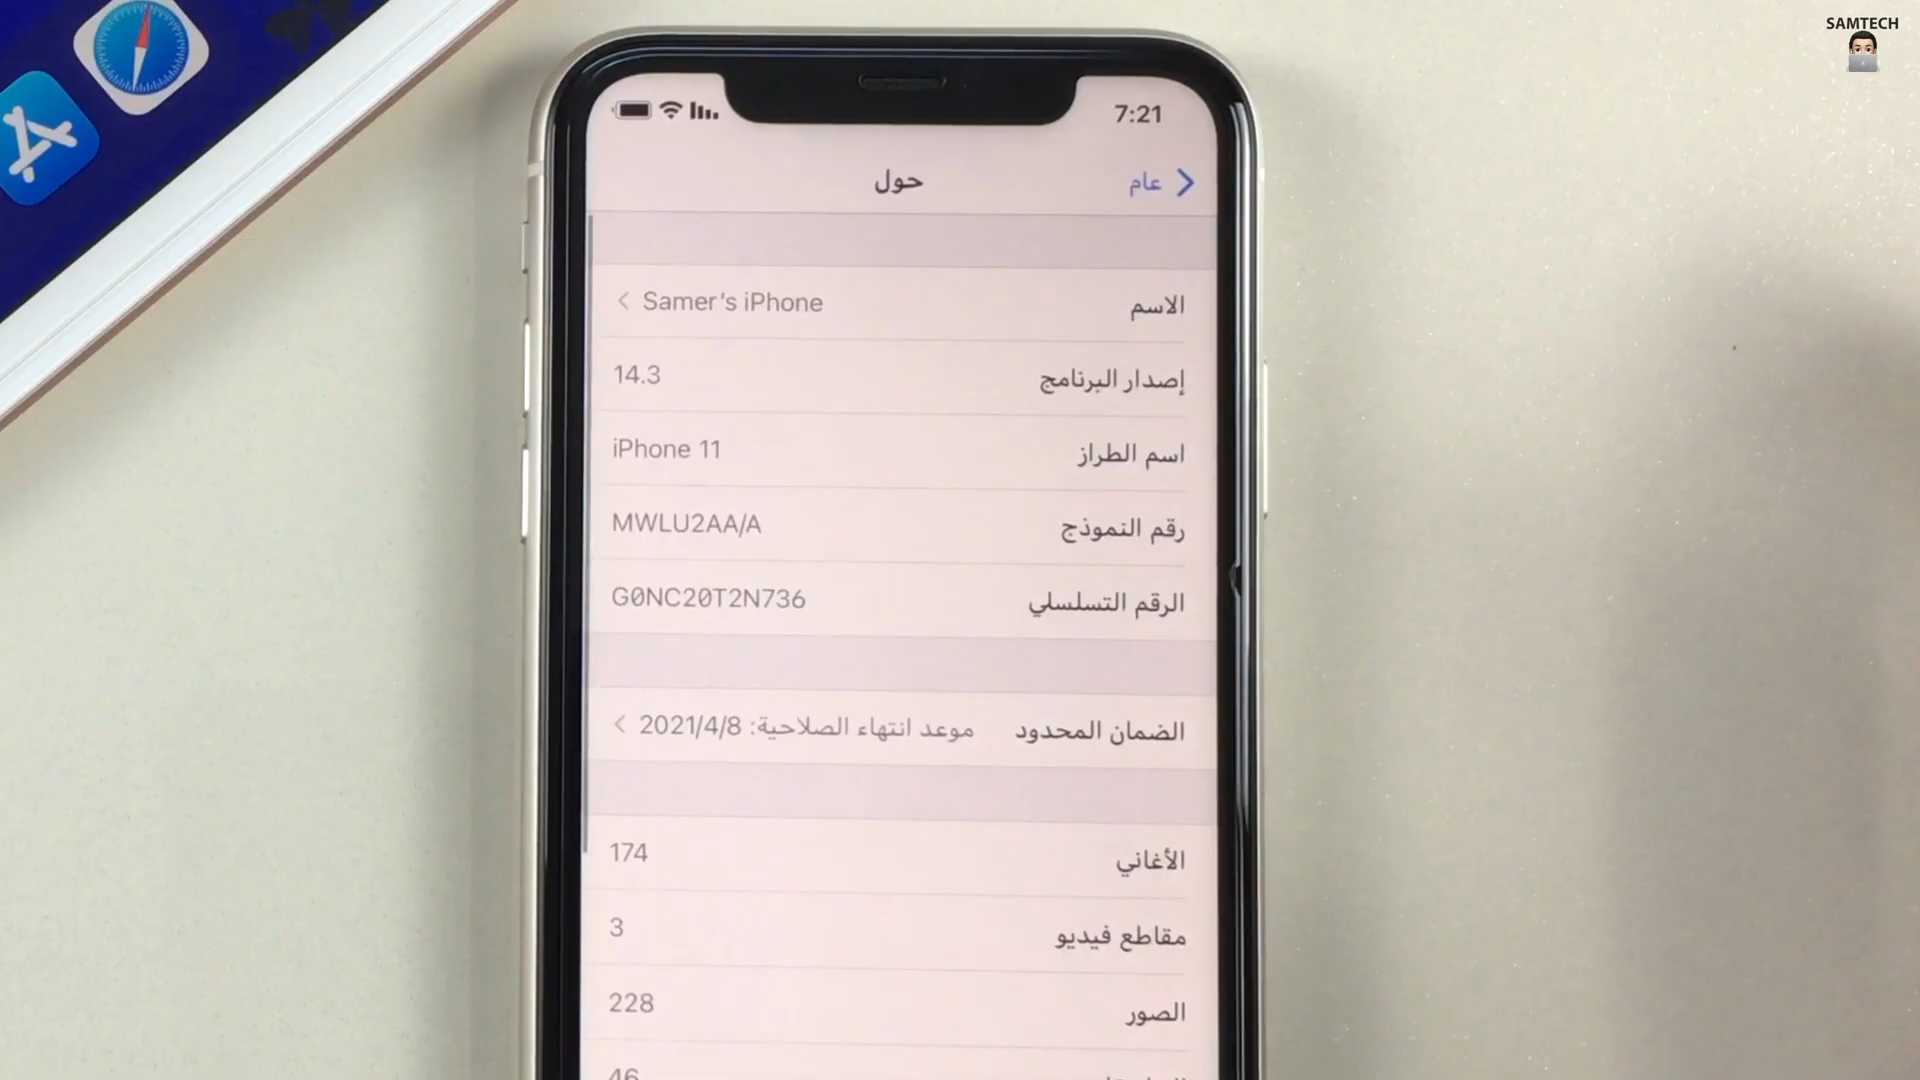 SAMTECH
7:21
عام
حول
الاسم Samer's iPhone
إصدار البرنامج 14.3
اسم الطراز iPhone 11
رقم النموذج MWLU2AA/A
الرقم التسلسلي G0NC20T2N736
الضمان المحدود موعد انتهاء الصلاحية: 2021/4/8
الأغاني 174
مقاطع فيديو 3
الصور 228
46